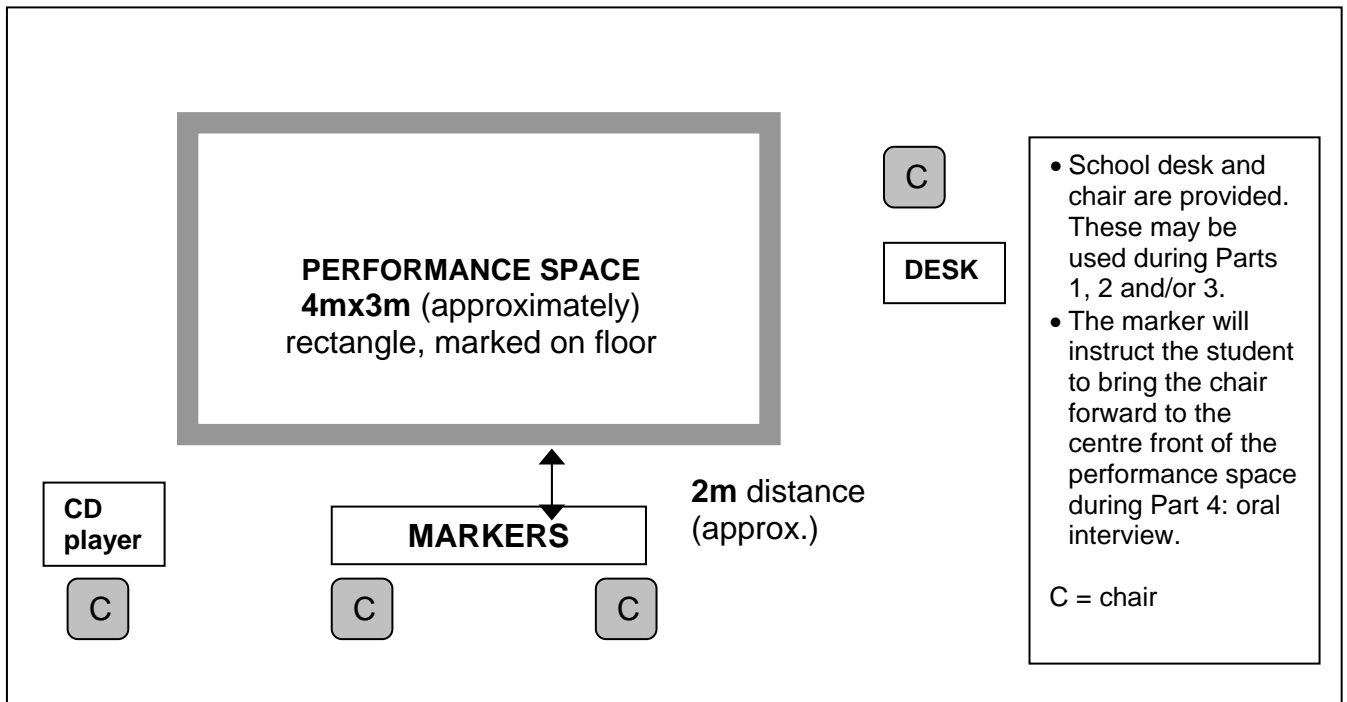 C
DESK
PERFORMANCE SPACE
4mx3m (approximately)
rectangle, marked on floor
• School desk and
chair are provided.
These may be
used during Parts
1, 2 and/or 3.
• The marker will
instruct the student
to bring the chair
forward to the
centre front of the
performance space
during Part 4: oral
interview.
C = chair
2m distance
(approx.)
CD
player
MARKERS
C
C
C